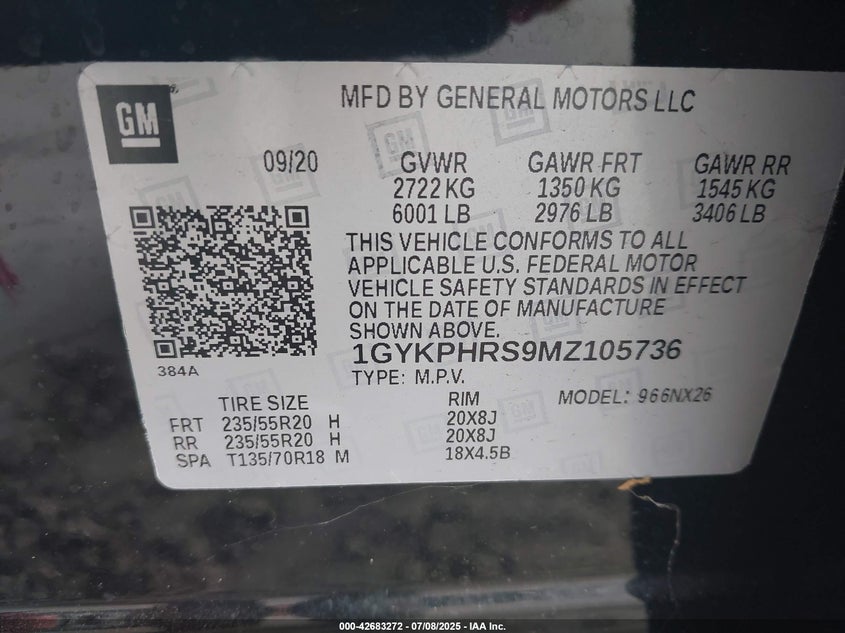 GM
MFD BY GENERAL MOTORS LLC
09/20 GVWR GAWR FRT GAWR RR
2722 KG 1350 KG 1545 KG
6001 LB 2976 LB 3406 LB
THIS VEHICLE CONFORMS TO ALL
APPLICABLE U.S. FEDERAL MOTOR
VEHICLE SAFETY STANDARDS IN EFFECT
ON THE DATE OF MANUFACTURE
SHOWN ABOVE.
384A
1GYKPHRS9MZ105736
TYPE: M.P.V.
TIRE SIZE RIM MODEL: 966NX26
FRT 235/55R20 H 20X8J
RR 235/55R20 H 20X8J
SPA T135/70R18 M 18X4.5B
000-42683272 / 07/08/2025 - IAA Inc.